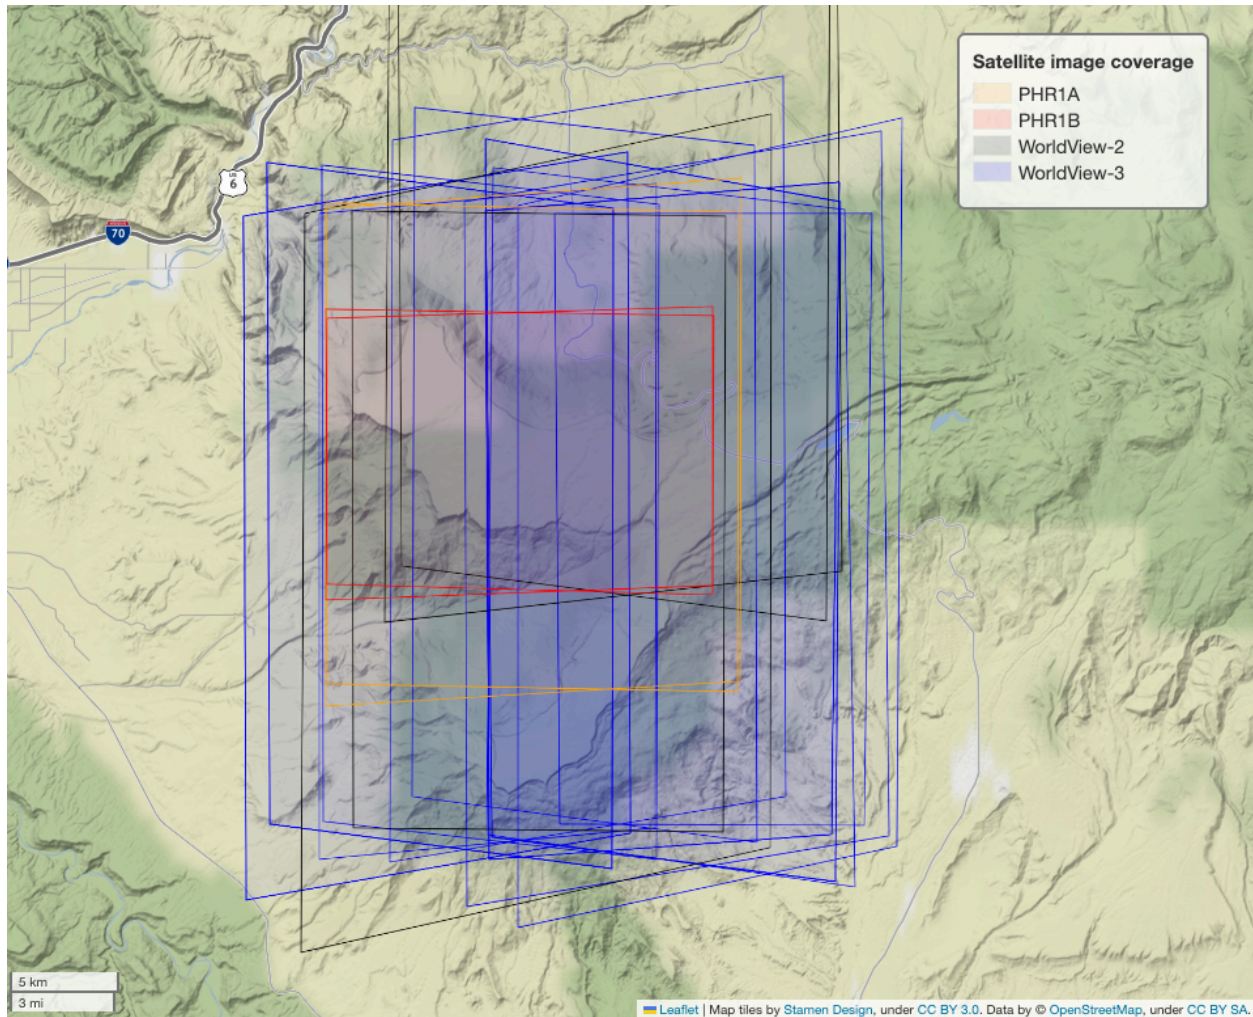 Satellite image coverage
PHR1A
PHR1B
WorldView-2
WorldView-3
US
6
70
5 km
3 mi
Leaflet | Map tiles by Stamen Design, under CC BY 3.0. Data by © OpenStreetMap, under CC BY SA.